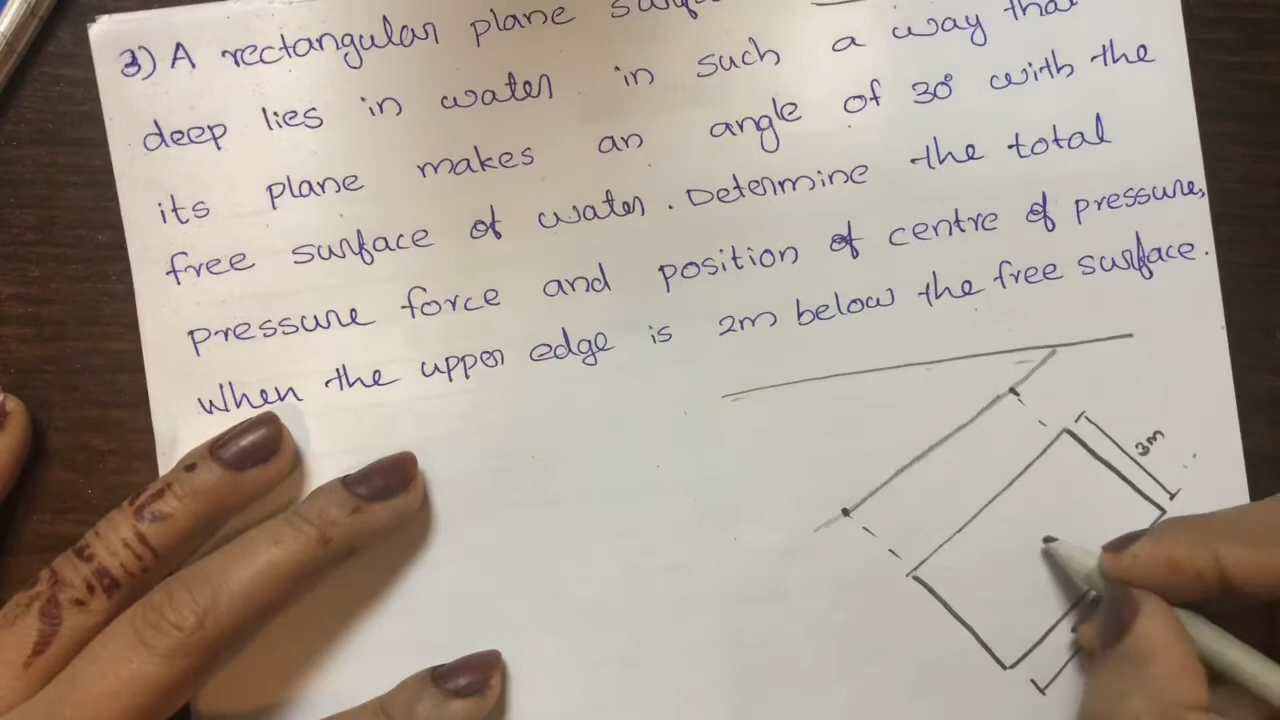 3) A rectangular plane
deep lies in water in such a way
its plane makes an angle of 30° with the
free surface of water. Determine the total
pressure force and position of centre of pressure,
when the upper edge is 2m below the free surface.
3m